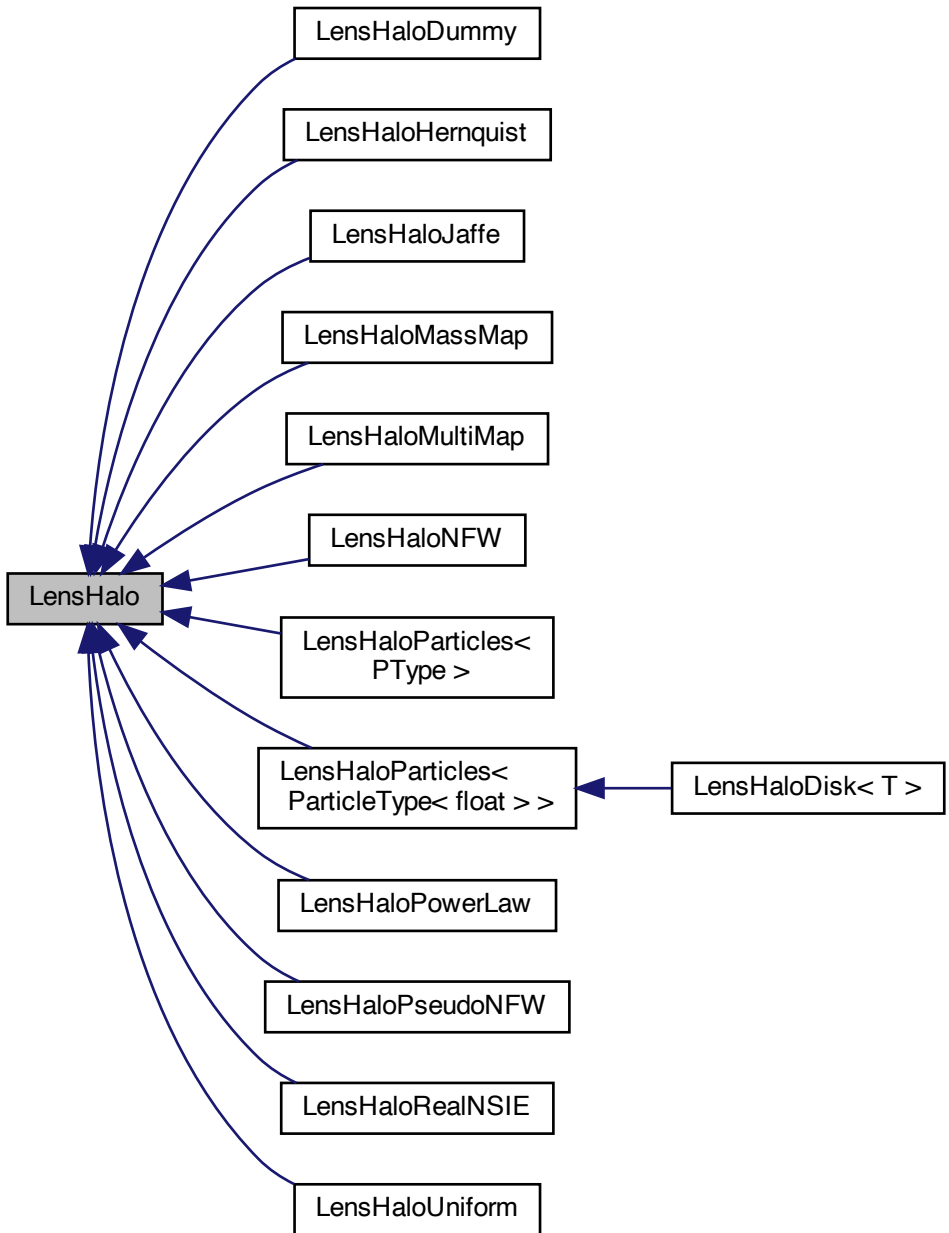 LensHaloDummy
LensHaloHernquist
LensHaloJaffe
LensHaloMassMap
LensHaloMultiMap
LensHaloNFW
LensHalo
LensHaloParticles<
PType >
LensHaloParticles<
ParticleType< float > >
LensHaloDisk< T >
LensHaloPowerLaw
LensHaloPseudoNFW
LensHaloRealNSIE
LensHaloUniform